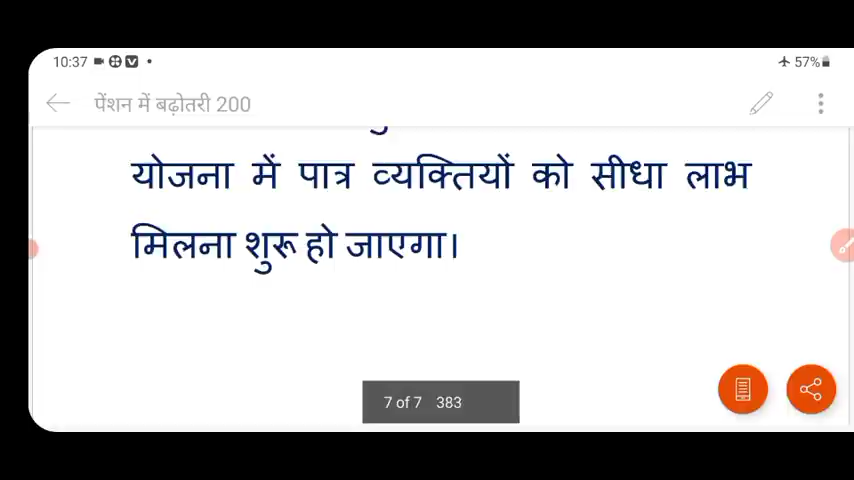 10:37
57%
पेंशन में बढ़ोतरी 200
योजना में पात्र व्यक्तियों को सीधा लाभ
मिलना शुरू हो जाएगा।
7 of 7 383